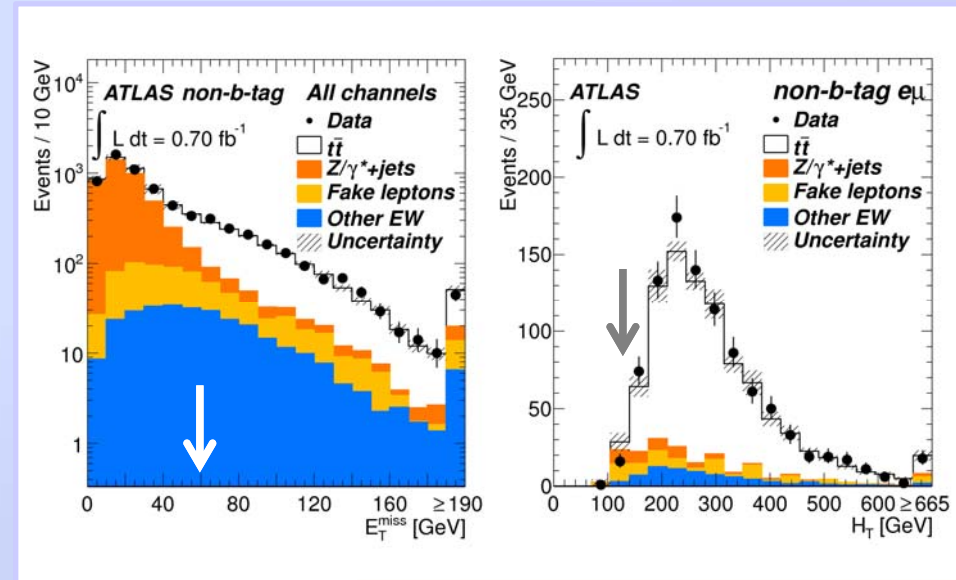 Events / 10 GeV
10⁴
10³
10²
10
1
ATLAS non-b-tag All channels
∫ L dt = 0.70 fb⁻¹
Data
tt̄
Z/γ*+jets
Fake leptons
Other EW
Uncertainty
0 40 80 120 160 ≥190
E_T^miss [GeV]
Events / 35 GeV
250
200
150
100
50
0
ATLAS non-b-tag eμ
∫ L dt = 0.70 fb⁻¹
Data
tt̄
Z/γ*+jets
Fake leptons
Other EW
Uncertainty
0 100 200 300 400 500 600 ≥665
H_T [GeV]